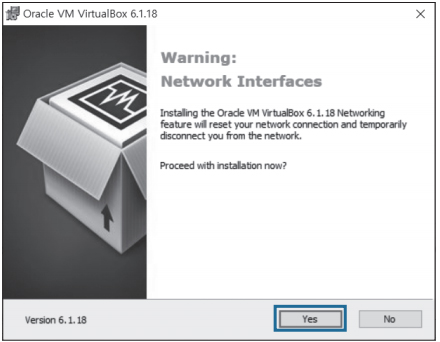 Oracle VM VirtualBox 6.1.18
Warning:
Network Interfaces
Installing the Oracle VM VirtualBox 6.1.18 Networking
feature will reset your network connection and temporarily
disconnect you from the network.
Proceed with installation now?
Version 6.1.18
Yes
No